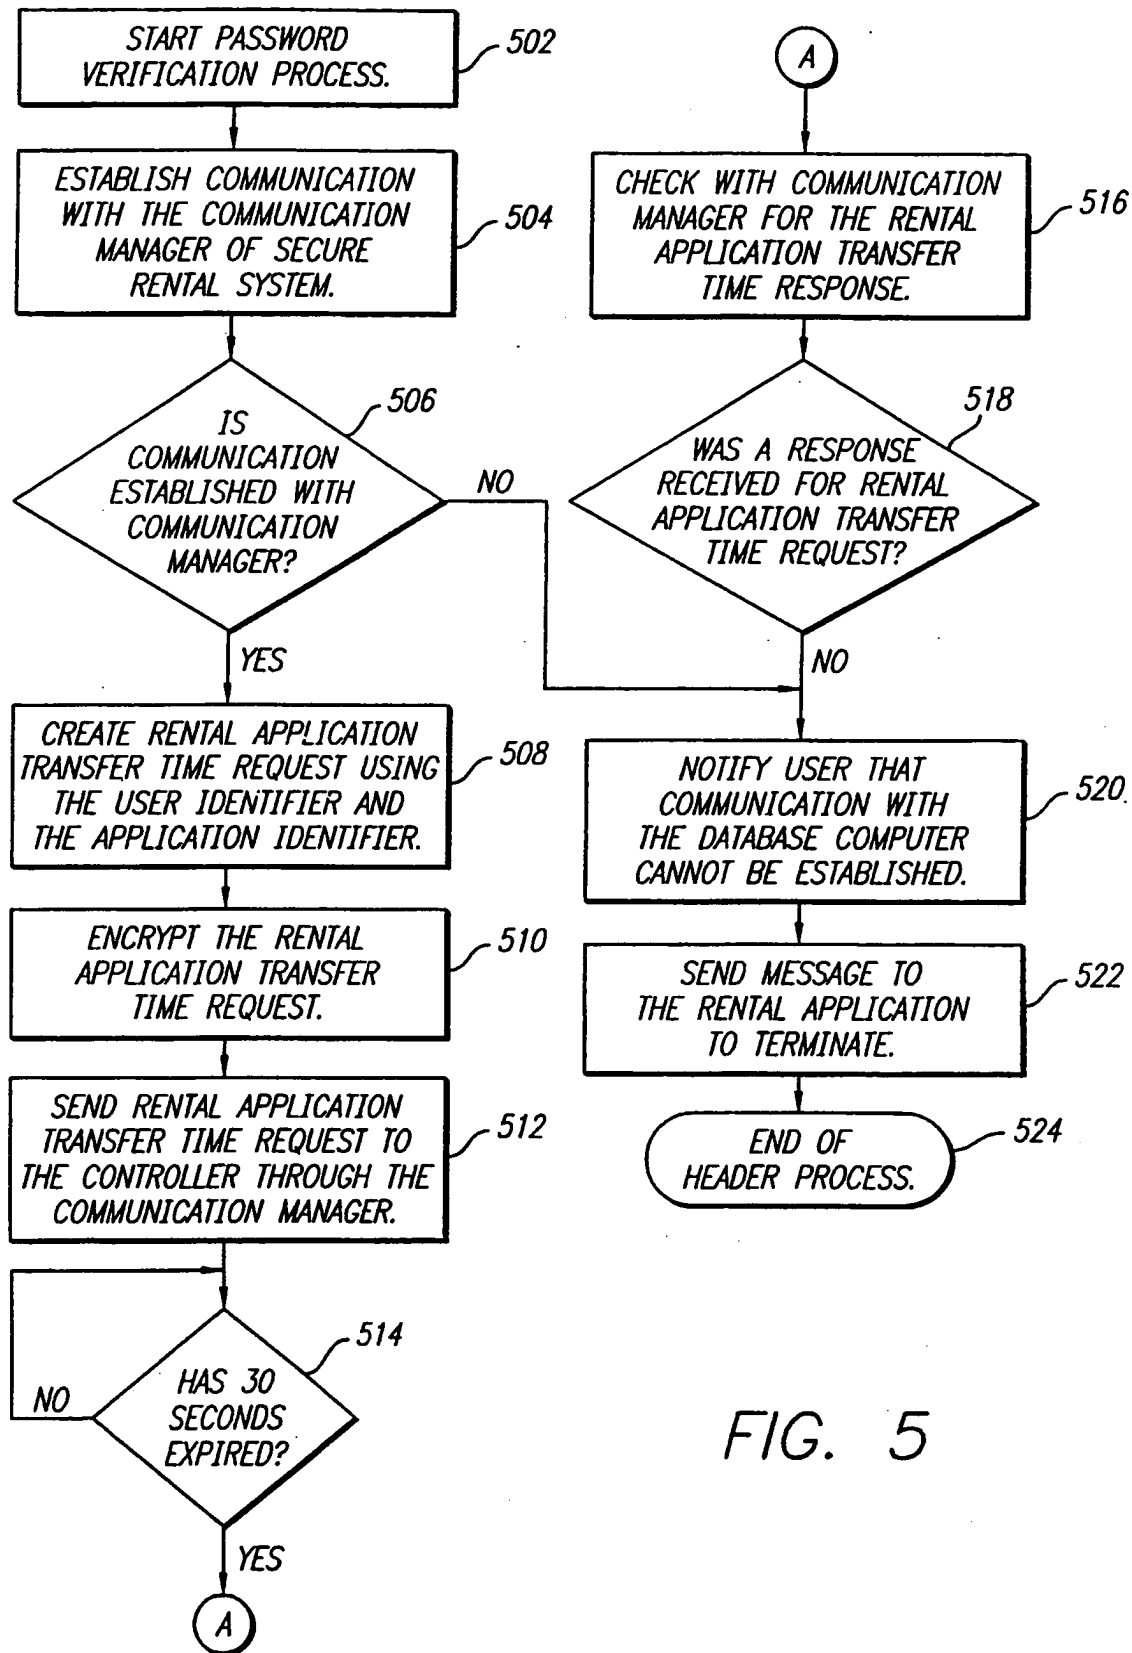 START PASSWORD
VERIFICATION PROCESS.
502
ESTABLISH COMMUNICATION
WITH THE COMMUNICATION
MANAGER OF SECURE
RENTAL SYSTEM.
504
IS
COMMUNICATION
ESTABLISHED WITH
COMMUNICATION
MANAGER?
506
NO
YES
CREATE RENTAL APPLICATION
TRANSFER TIME REQUEST USING
THE USER IDENTIFIER AND
THE APPLICATION IDENTIFIER.
508
ENCRYPT THE RENTAL
APPLICATION TRANSFER
TIME REQUEST.
510
SEND RENTAL APPLICATION
TRANSFER TIME REQUEST TO
THE CONTROLLER THROUGH THE
COMMUNICATION MANAGER.
512
HAS 30
SECONDS
EXPIRED?
514
NO
YES
A
A
CHECK WITH COMMUNICATION
MANAGER FOR THE RENTAL
APPLICATION TRANSFER
TIME RESPONSE.
516
WAS A RESPONSE
RECEIVED FOR RENTAL
APPLICATION TRANSFER
TIME REQUEST?
518
NO
NOTIFY USER THAT
COMMUNICATION WITH
THE DATABASE COMPUTER
CANNOT BE ESTABLISHED.
520
SEND MESSAGE TO
THE RENTAL APPLICATION
TO TERMINATE.
522
END OF
HEADER PROCESS.
524
FIG. 5